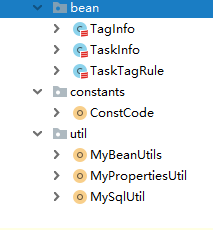 bean
TagInfo
TaskInfo
TaskTagRule
constants
ConstCode
util
MyBeanUtils
MyPropertiesUtil
MySqlUtil